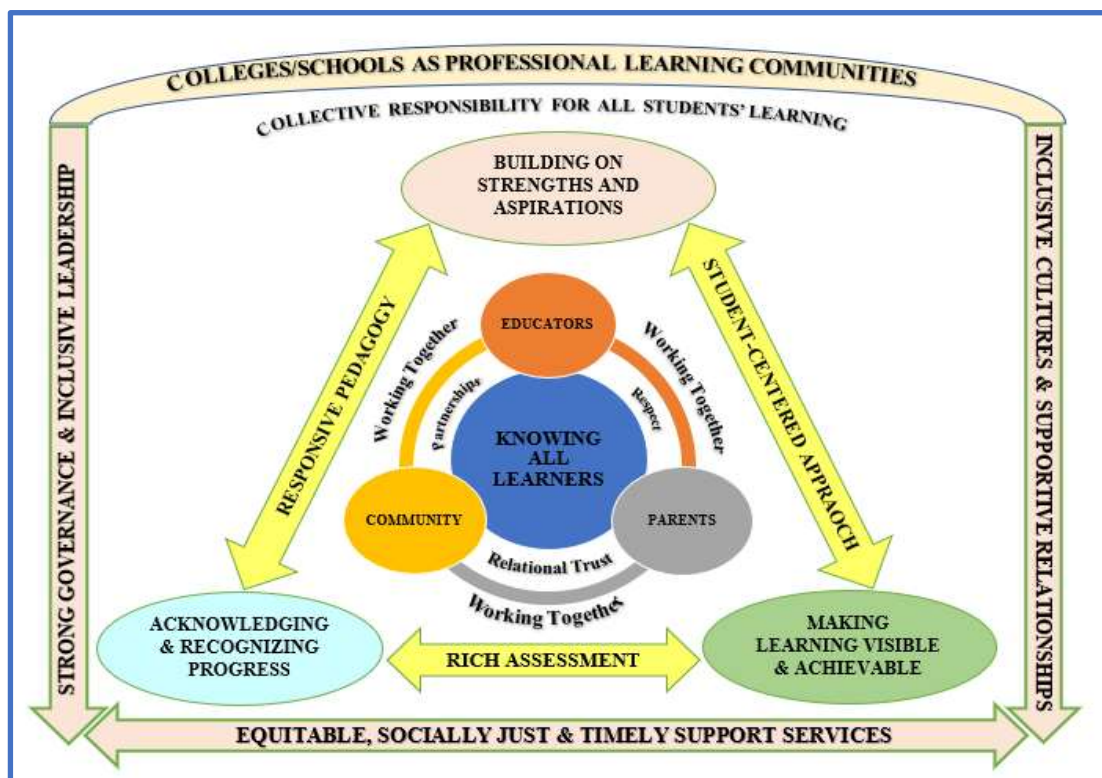 COLLEGES/SCHOOLS AS PROFESSIONAL LEARNING COMMUNITIES
COLLECTIVE RESPONSIBILITY FOR ALL STUDENTS' LEARNING
STRONG GOVERNANCE & INCLUSIVE LEADERSHIP
INCLUSIVE CULTURES & SUPPORTIVE RELATIONSHIPS
BUILDING ON
STRENGTHS AND
ASPIRATIONS
RESPONSIVE PEDAGOGY
STUDENT-CENTERED APPRAOCH
EDUCATORS
Working Together
Partnerships
Working Together
Respect
KNOWING
ALL
LEARNERS
COMMUNITY
PARENTS
Relational Trust
Working Together
ACKNOWLEDGING
& RECOGNIZING
PROGRESS
RICH ASSESSMENT
MAKING
LEARNING VISIBLE
& ACHIEVABLE
EQUITABLE, SOCIALLY JUST & TIMELY SUPPORT SERVICES